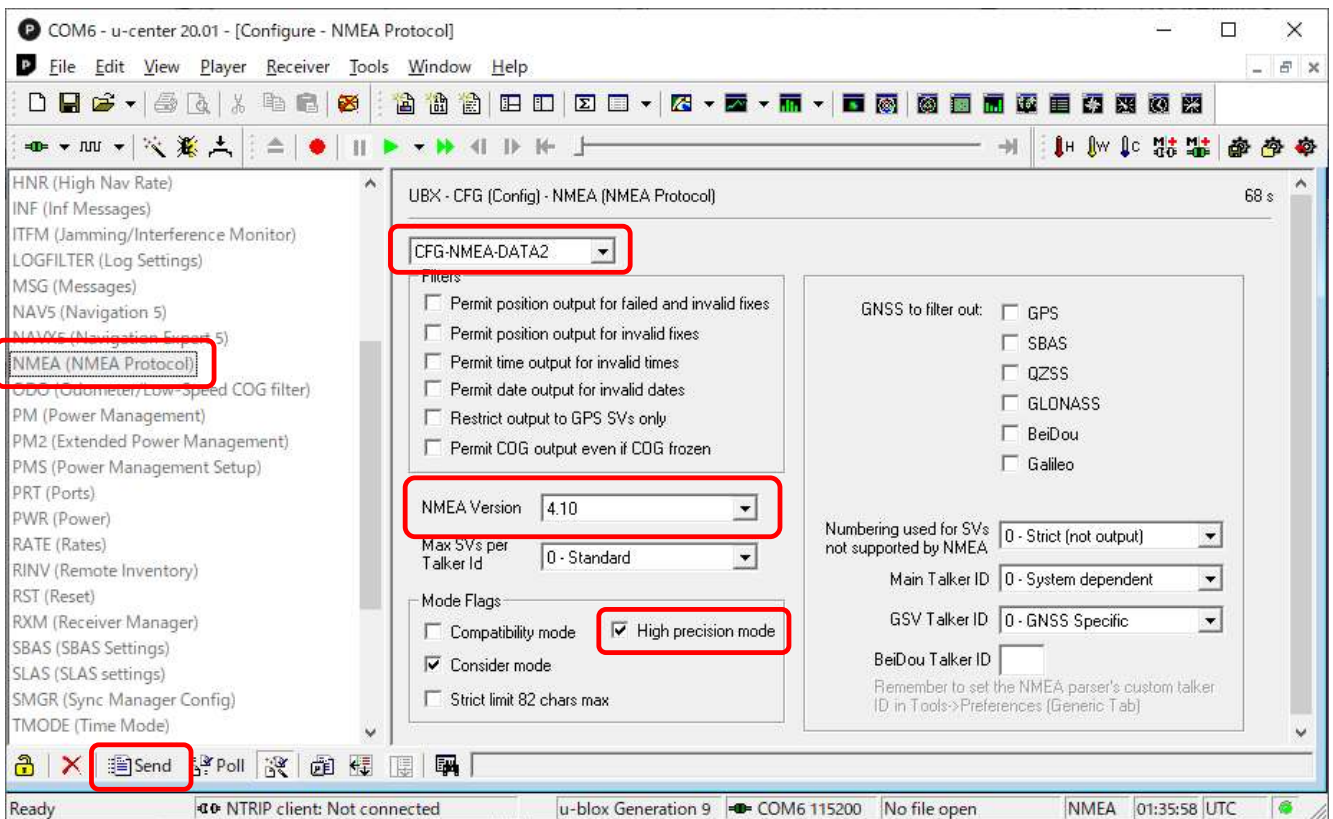 COM6 - u-center 20.01 - [Configure - NMEA Protocol]
File Edit View Player Receiver Tools Window Help
HNR (High Nav Rate)
INF (Inf Messages)
ITFM (Jamming/Interference Monitor)
LOGFILTER (Log Settings)
MSG (Messages)
NAV5 (Navigation 5)
NAVX5 (Navigation Expert 5)
NMEA (NMEA Protocol)
ODO (Odometer/Low-Speed COG filter)
PM (Power Management)
PM2 (Extended Power Management)
PMS (Power Management Setup)
PRT (Ports)
PWR (Power)
RATE (Rates)
RINV (Remote Inventory)
RST (Reset)
RXM (Receiver Manager)
SBAS (SBAS Settings)
SLAS (SLAS settings)
SMGR (Sync Manager Config)
TMODE (Time Mode)
UBX - CFG (Config) - NMEA (NMEA Protocol) 68 s
CFG-NMEA-DATA2
Filters
Permit position output for failed and invalid fixes
Permit position output for invalid fixes
Permit time output for invalid times
Permit date output for invalid dates
Restrict output to GPS SVs only
Permit COG output even if COG frozen
NMEA Version 4.10
Max SVs per
Talker Id 0 - Standard
Mode Flags
Compatibility mode High precision mode
Consider mode
Strict limit 82 chars max
GNSS to filter out: GPS
SBAS
QZSS
GLONASS
BeiDou
Galileo
Numbering used for SVs
not supported by NMEA 0 - Strict (not output)
Main Talker ID 0 - System dependent
GSV Talker ID 0 - GNSS Specific
BeiDou Talker ID
Remember to set the NMEA parser's custom talker
ID in Tools->Preferences (Generic Tab)
Send Poll
Ready NTRIP client: Not connected u-blox Generation 9 COM6 115200 No file open NMEA 01:35:58 UTC